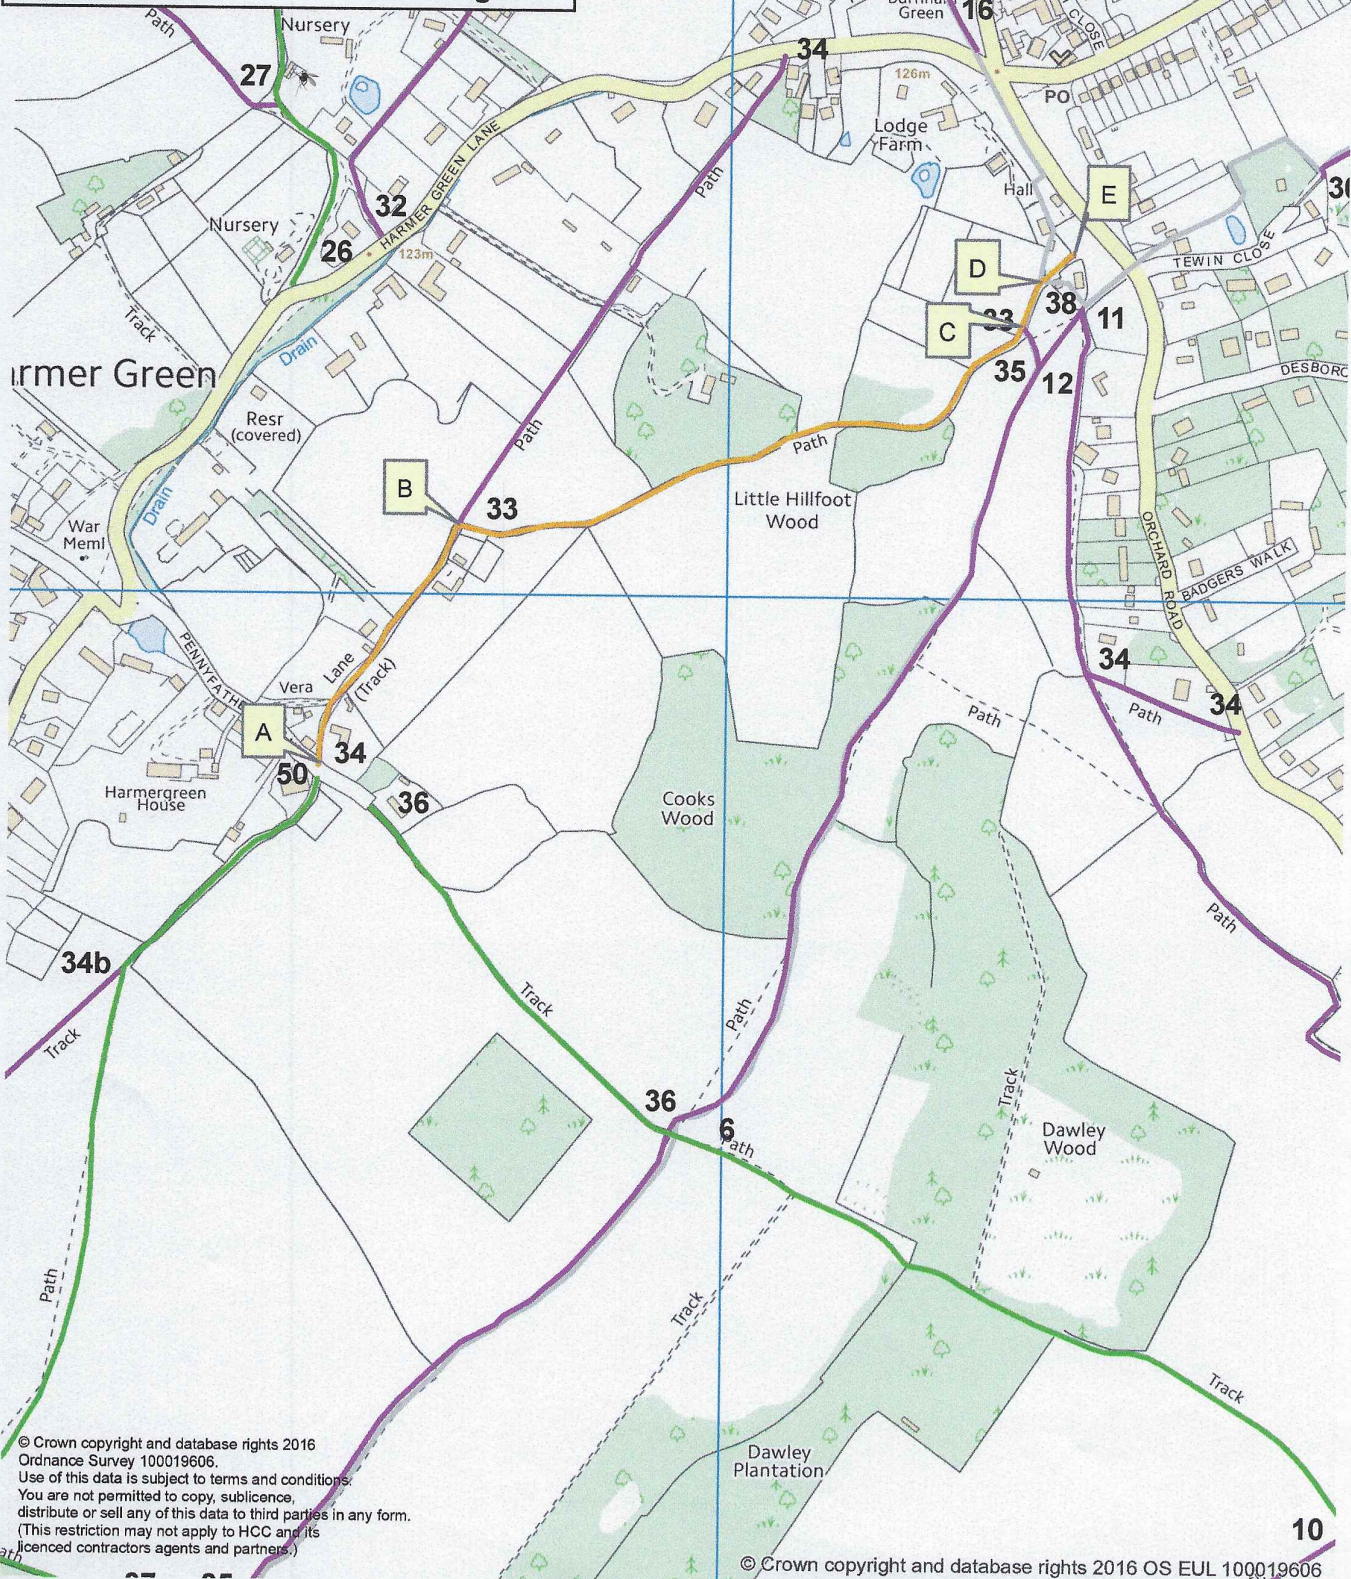 Path
Nursery
Green
16
CLOSE
34
27
126m
PO
Lodge
Farm
Path
Hall
E
30
32
HARMER GREEN LANE
Nursery
26
123m
TEWIN CLOSE
D
38
33
11
C
Track
Drain
35
12
rmer Green
DESBORO
Resr
(covered)
Path
Path
B
33
Little Hillfoot
Wood
Drain
War
Meml
ORCHARD ROAD
BADGERS WALK
PENNYFATHE
Lane
(Track)
Vera
34
34
Path
Path
A
34
50
36
Harmergreen
House
Cooks
Wood
Path
34b
Track
Track
Path
36
6
Path
Track
Dawley
Wood
Path
Track
Track
Dawley
Plantation
© Crown copyright and database rights 2016
Ordnance Survey 100019606.
Use of this data is subject to terms and conditions.
You are not permitted to copy, sublicence,
distribute or sell any of this data to third parties in any form.
(This restriction may not apply to HCC and its
licenced contractors agents and partners.)
10
© Crown copyright and database rights 2016 OS EUL 100019606